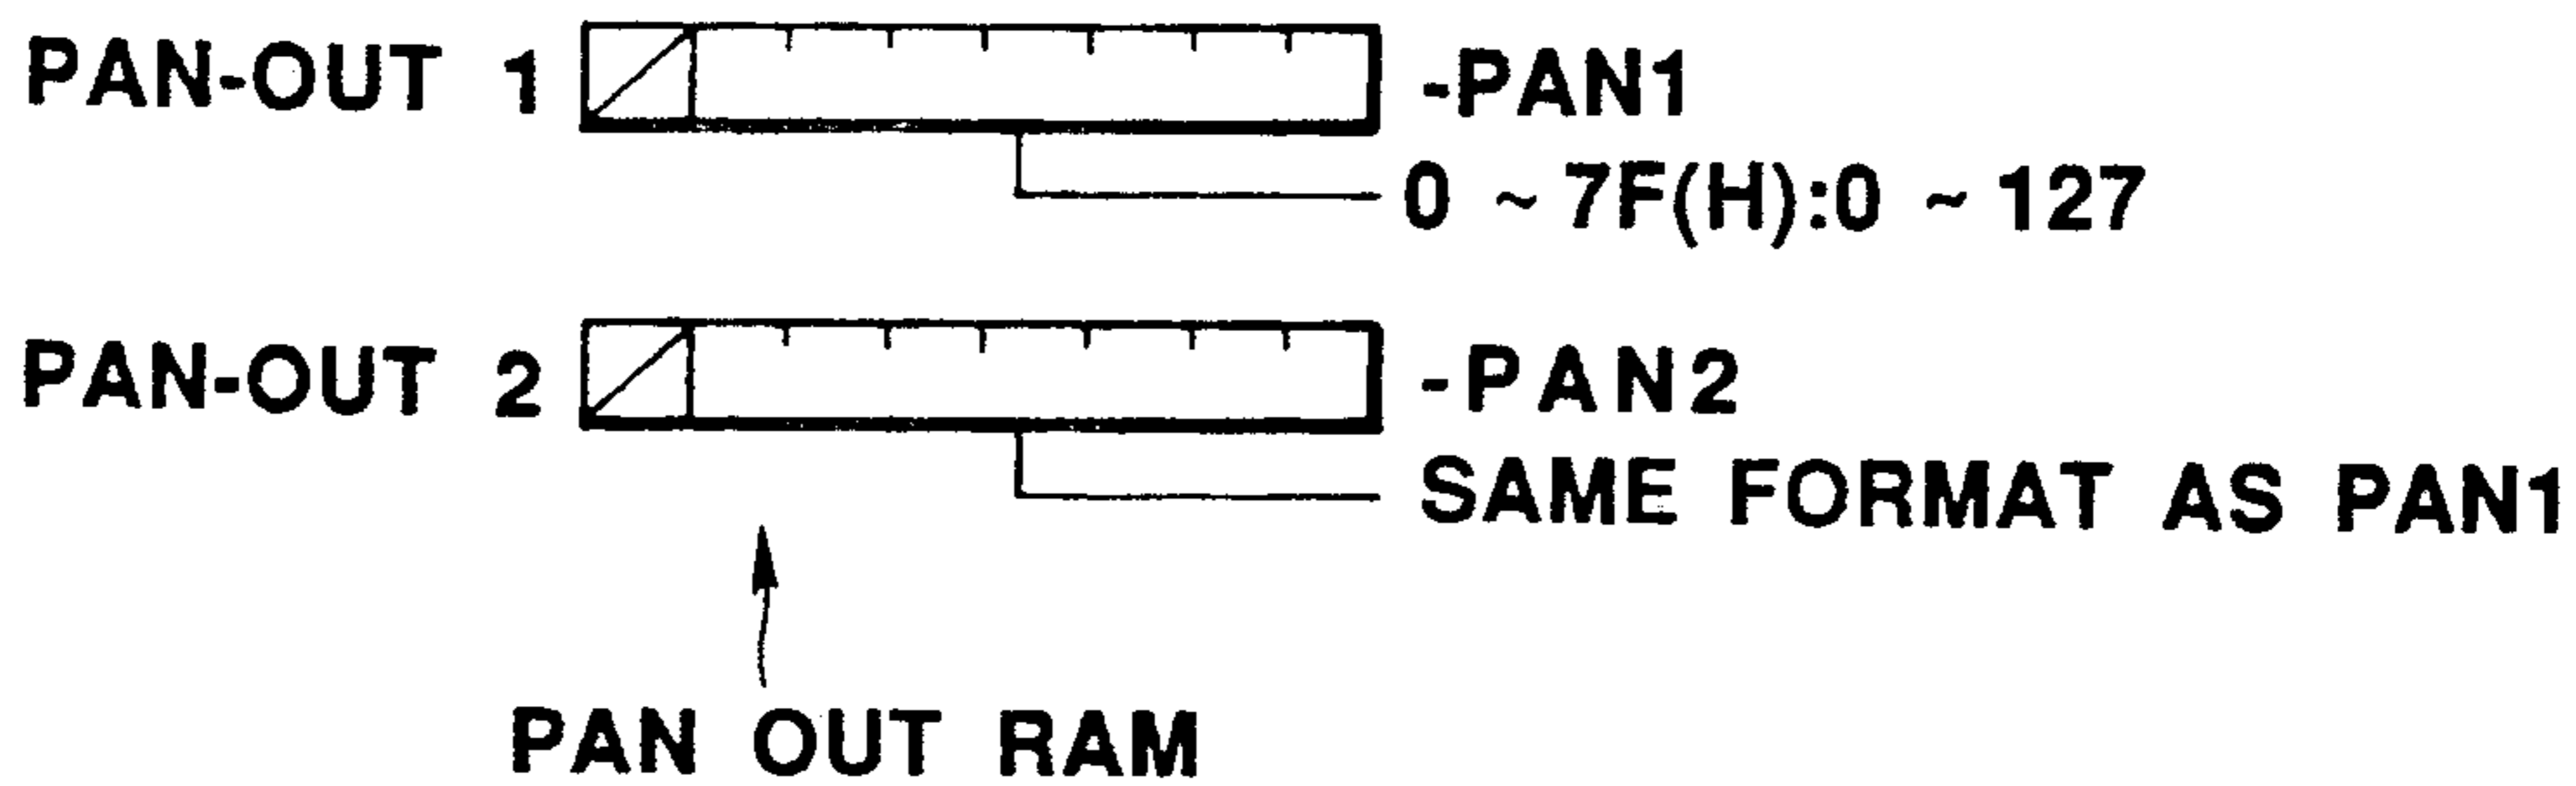 PAN-OUT 1 -PAN1
0 ~ 7F(H):0 ~ 127
PAN-OUT 2 -PAN2
SAME FORMAT AS PAN1
PAN OUT RAM